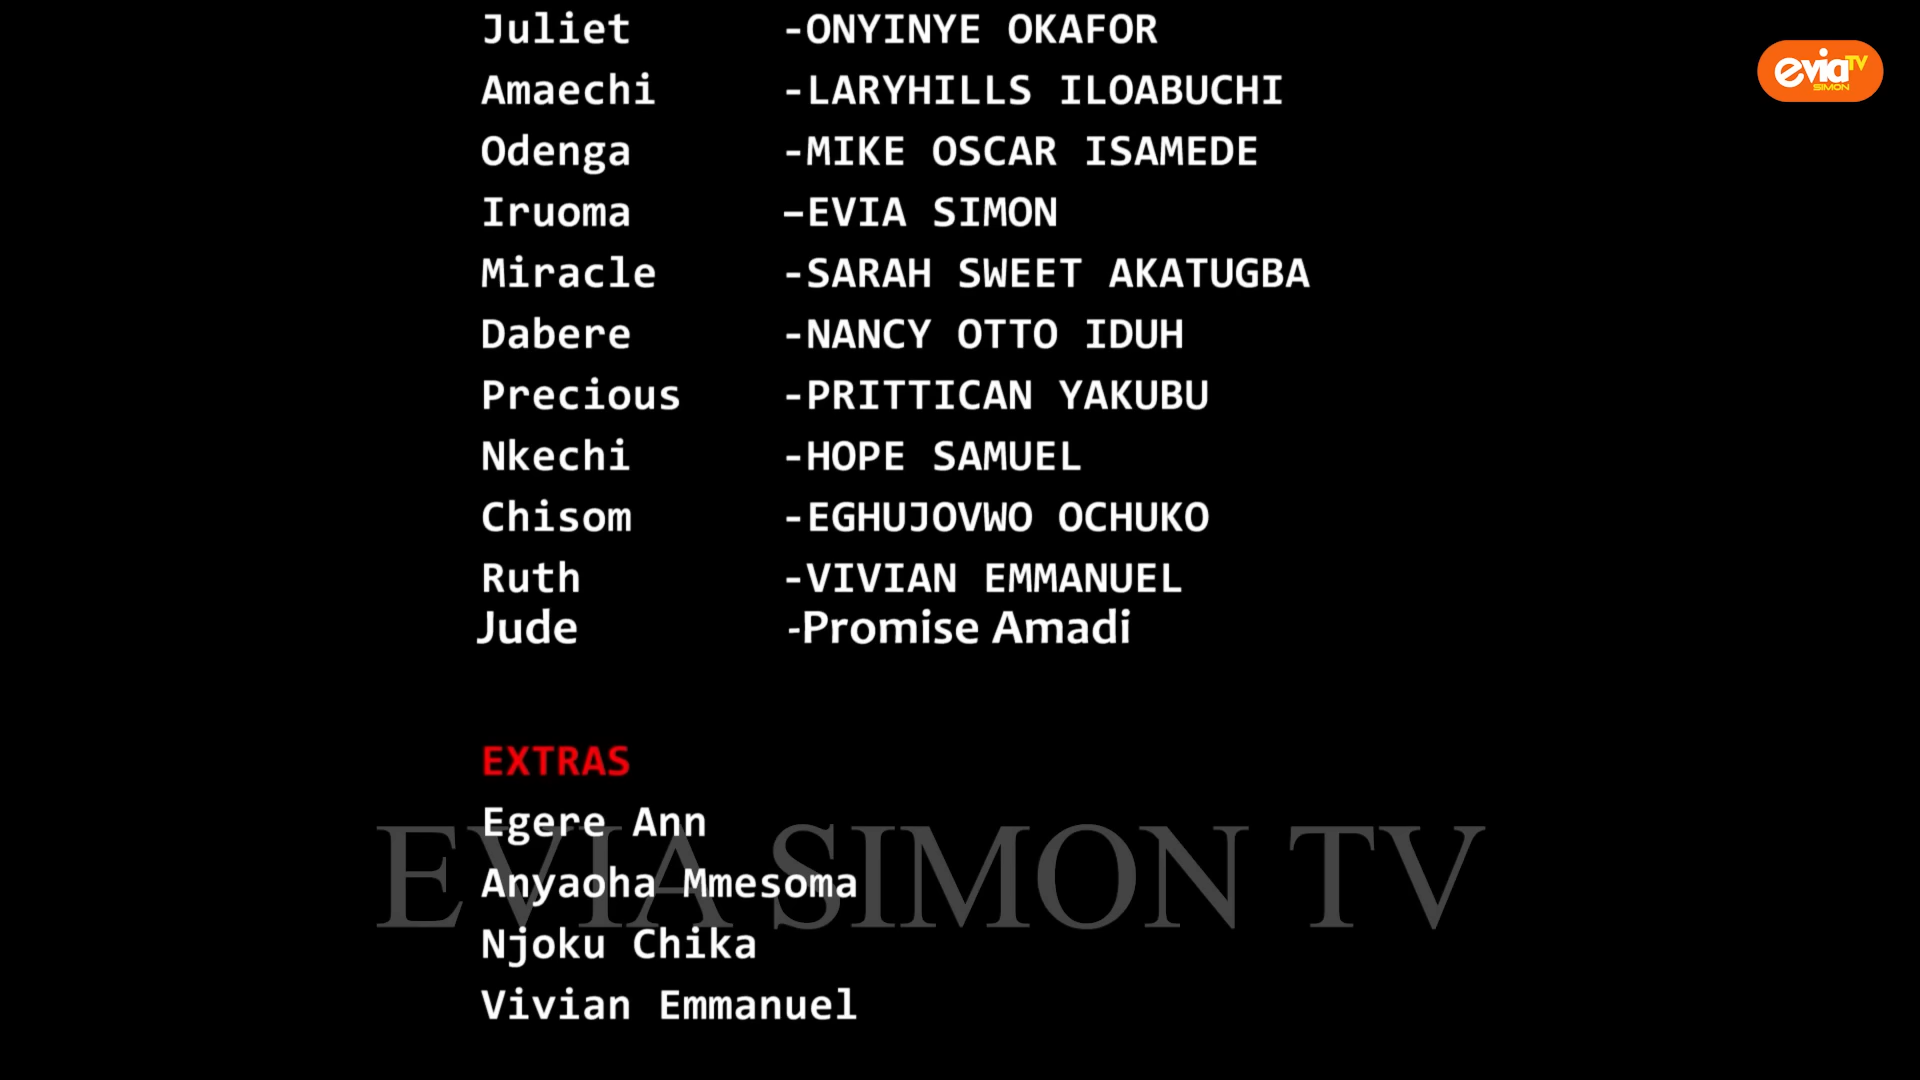 Juliet -ONYINYE OKAFOR
evia TV
SIMON
Amaechi -LARYHILLS ILOABUCHI
Odenga -MIKE OSCAR ISAMEDE
Iruoma –EVIA SIMON
Miracle -SARAH SWEET AKATUGBA
Dabere -NANCY OTTO IDUH
Precious -PRITTICAN YAKUBU
Nkechi -HOPE SAMUEL
Chisom -EGHUJOVWO OCHUKO
Ruth -VIVIAN EMMANUEL
Jude -Promise Amadi
EXTRAS
Egere Ann
EVIA SIMON TV
Anyaoha Mmesoma
Njoku Chika
Vivian Emmanuel